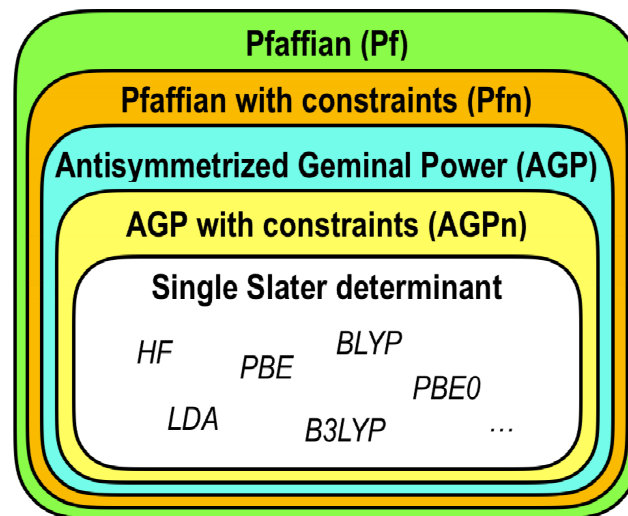 Pfaffian (Pf)
Pfaffian with constraints (Pfn)
Antisymmetrized Geminal Power (AGP)
AGP with constraints (AGPn)
Single Slater determinant
HF PBE BLYP
PBE0
LDA B3LYP ...